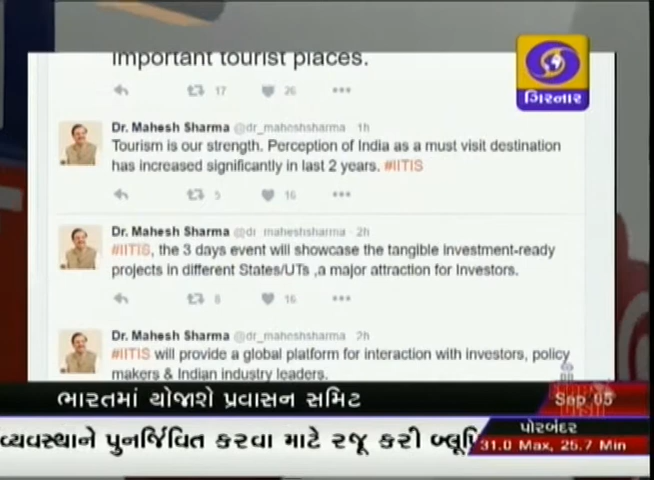 important tourist places.
17 26
ગિરનાર
Dr. Mahesh Sharma @dr_maheshsharma · 1h
Tourism is our strength. Perception of India as a must visit destination
has increased significantly in last 2 years. #IITIS
5 16
Dr. Mahesh Sharma @dr_maheshsharma · 2h
#IITIS, the 3 days event will showcase the tangible investment-ready
projects in different States/UTs ,a major attraction for Investors.
8 16
Dr. Mahesh Sharma @dr_maheshsharma · 2h
#IITIS will provide a global platform for interaction with investors, policy
makers & Indian industry leaders.
ભારતમાં યોજાશે પ્રવાસન સમિટ
Sep 05
પોરબંદર
વ્યવસ્થાને પુનર્જિવિત કરવા માટે રજૂ કરી
31.0 Max, 25.7 Min